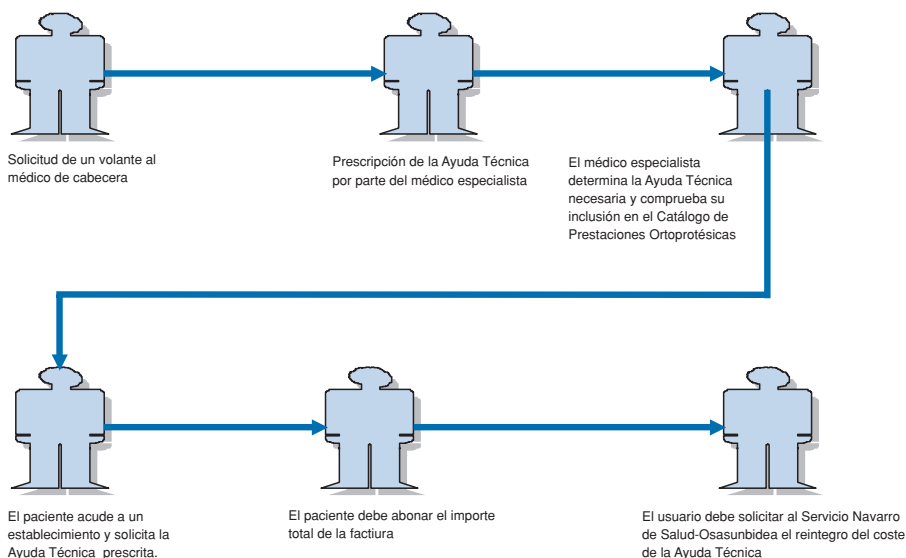 Solicitud de un volante al
médico de cabecera
Prescripción de la Ayuda Técnica
por parte del médico especialista
El médico especialista
determina la Ayuda Técnica
necesaria y comprueba su
inclusión en el Catálogo de
Prestaciones Ortoprotésicas
El paciente acude a un
establecimiento y solicita la
Ayuda Técnica prescrita.
El paciente debe abonar el importe
total de la factiura
El usuario debe solicitar al Servicio Navarro
de Salud-Osasunbidea el reintegro del coste
de la Ayuda Técnica